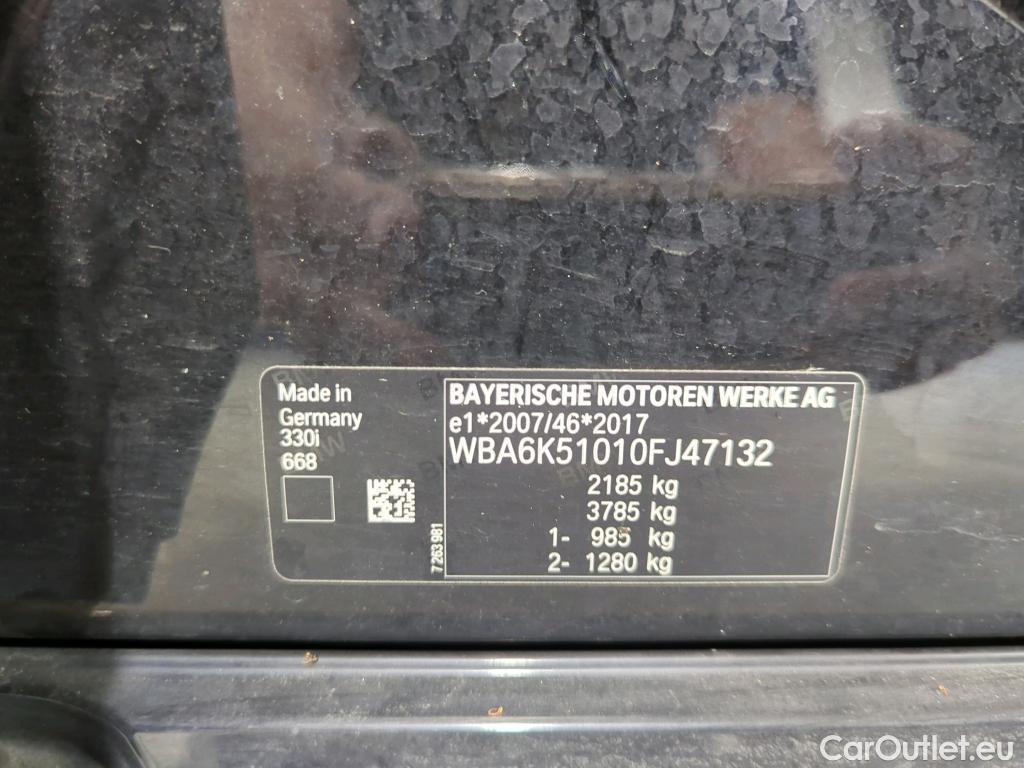 Made in
Germany
330i
668
7263981
BAYERISCHE MOTOREN WERKE AG
e1*2007/46*2017
WBA6K51010FJ47132
2185 kg
3785 kg
1- 985 kg
2- 1280 kg
CarOutlet.eu